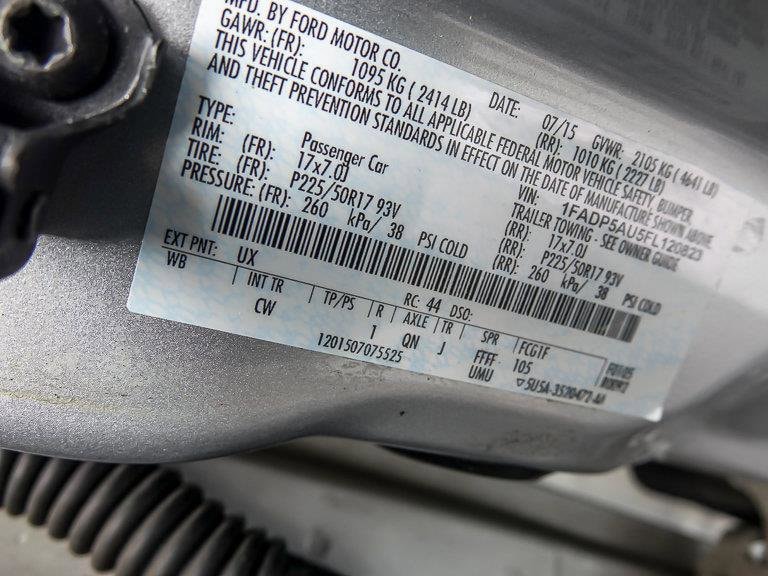 MFD. BY FORD MOTOR CO.
DATE: 07/15 GVWR: 2105 KG ( 4641 LB)
GAWR: (FR): 1095 KG ( 2414 LB) (RR): 1010 KG ( 2227 LB)
THIS VEHICLE CONFORMS TO ALL APPLICABLE FEDERAL MOTOR VEHICLE SAFETY, BUMPER
AND THEFT PREVENTION STANDARDS IN EFFECT ON THE DATE OF MANUFACTURE SHOWN ABOVE.
VIN: 1FADP5AU5FL120823
TYPE: Passenger Car TRAILER TOWING - SEE OWNER GUIDE
RIM: (FR): 17x7.0J (RR): 17x7.0J
TIRE: (FR): P225/50R17 93V (RR): P225/50R17 93V
PRESSURE: (FR): 260 kPa/ 38 PSI COLD (RR): 260 kPa/ 38 PSI COLD
EXT PNT: UX RC: 44 DSO:
WB INT TR TP/PS R AXLE TR SPR FCG1F
CW 1 QN J FFFF 105
1201507075525 UMU ▽5U5A-3520472-AA